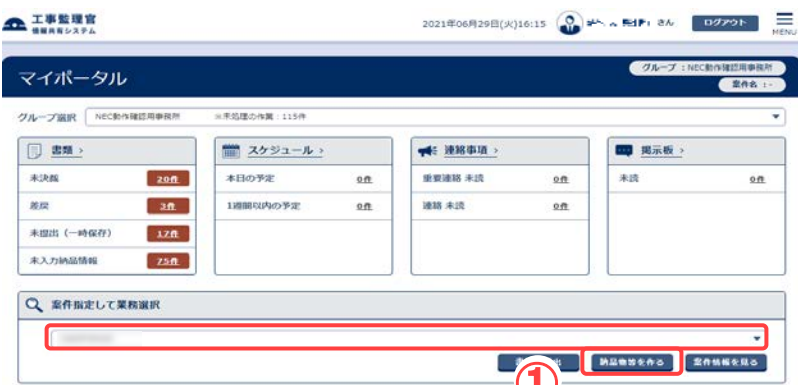 工事監理官
情報共有システム
2021年06月29日(火)16:15
さん
ログアウト
MENU
マイポータル
グループ：NEC動作確認用事務所
案件名：-
グループ選択 NEC動作確認用事務所 ※未処理の作業：115件
書類 >
未決裁 20件
差戻 3件
未提出（一時保存） 17件
未入力納品情報 75件
スケジュール >
本日の予定 0件
1週間以内の予定 0件
連絡事項 >
重要連絡 未読 0件
連絡 未読 0件
掲示板 >
未読 0件
案件指定して業務選択
納品物等を作る
案件情報を見る
①